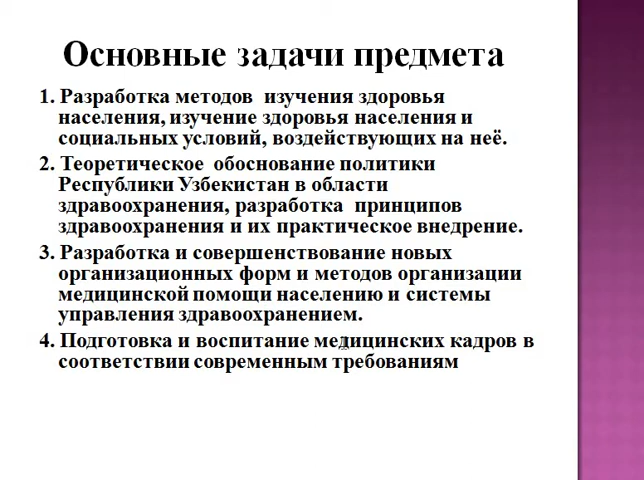 Основные задачи предмета
1. Разработка методов изучения здоровья
населения, изучение здоровья населения и
социальных условий, воздействующих на неё.
2. Теоретическое обоснование политики
Республики Узбекистан в области
здравоохранения, разработка принципов
здравоохранения и их практическое внедрение.
3. Разработка и совершенствование новых
организационных форм и методов организации
медицинской помощи населению и системы
управления здравоохранением.
4. Подготовка и воспитание медицинских кадров в
соответствии современным требованиям